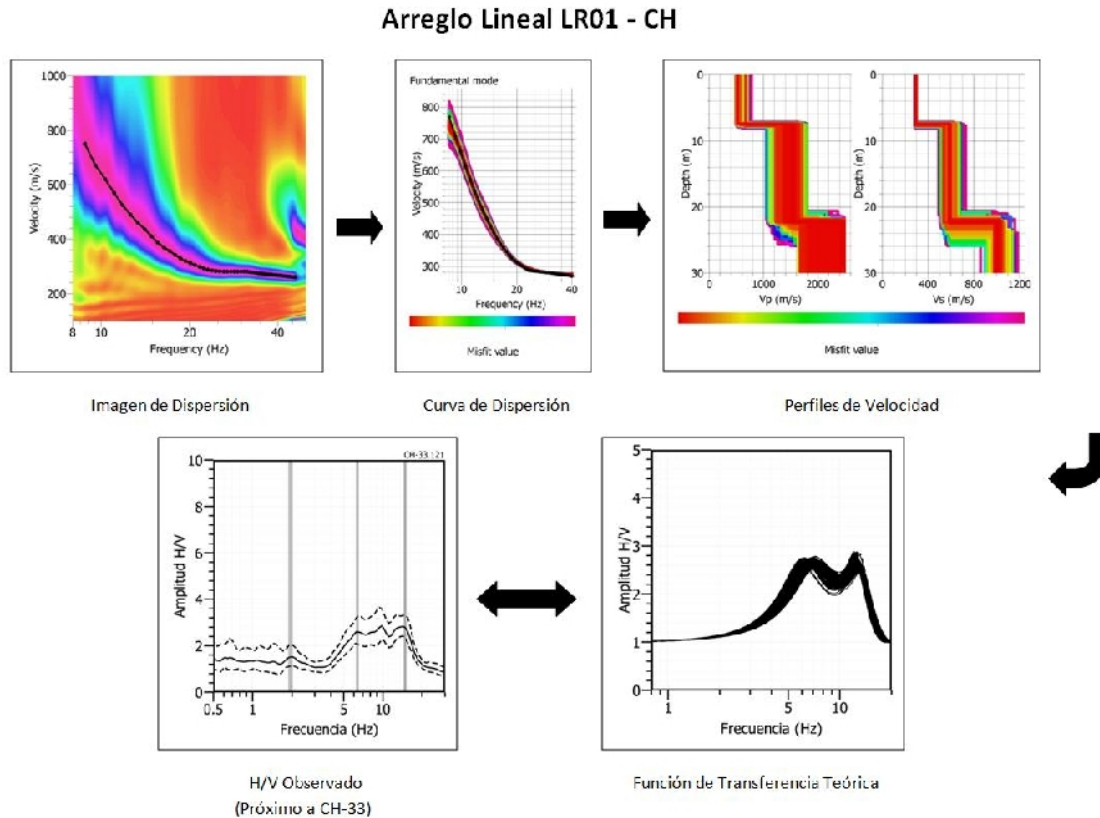 Arreglo Lineal LR01 - CH
1000
800
500
400
200
Velocity (m/s)
8 10 20 40
Frequency (Hz)
Imagen de Dispersión
Fundamental mode
800
700
600
500
400
300
Velocity (m/s)
10 20 40
Frequency (Hz)
Misfit value
Curva de Dispersión
0
10
20
30
Depth (m)
0 1000 2000
Vp (m/s)
0
10
20
30
Depth (m)
0 400 800 1200
Vs (m/s)
Misfit value
Perfiles de Velocidad
CH-33.121
10
8
6
4
2
0
Amplitud H/V
0.5 1 5 10
Frecuencia (Hz)
H/V Observado
(Próximo a CH-33)
5
4
3
2
1
0
Amplitud H/V
1 5 10
Frecuencia (Hz)
Función de Transferencia Teórica